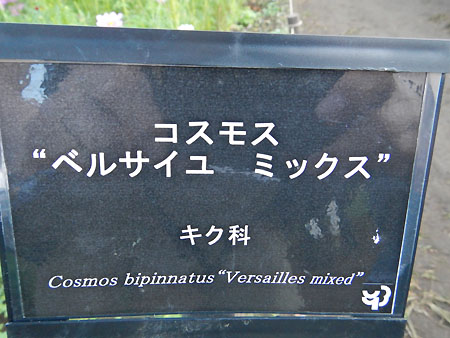 コスモス
“ベルサイユ　ミックス”
キク科
Cosmos bipinnatus “Versailles mixed”